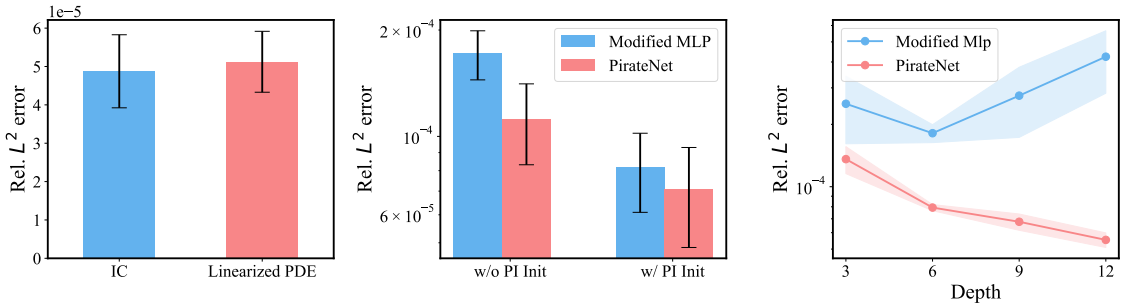 1e−5
6
5
4
3
2
1
0
Rel. L² error
IC
Linearized PDE
2 × 10⁻⁴
10⁻⁴
6 × 10⁻⁵
Rel. L² error
Modified MLP
PirateNet
w/o PI Init
w/ PI Init
10⁻⁴
Rel. L² error
Modified Mlp
PirateNet
3
6
9
12
Depth